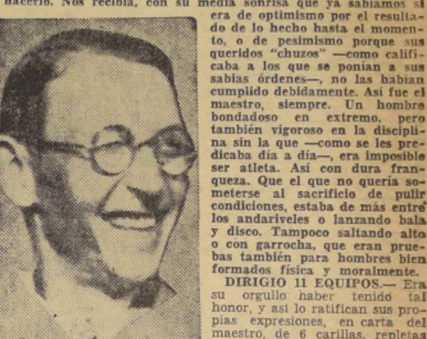 hacerlo. Nos recibía, con su media sonrisa que ya sabíamos si
era de optimismo por el resulta-
do de lo hecho hasta el momen-
to, o de pesimismo porque sus
queridos "chuzos" —como califi-
caba a los que se ponían a sus
sabias órdenes—, no las habían
cumplido debidamente. Así fue el
maestro, siempre. Un hombre
bondadoso en extremo, pero
también vigoroso en la discipli-
na sin la que —como se les pre-
dicaba día a día—, era imposible
ser atleta. Así con dura fran-
queza. Que el que no quería so-
meterse al sacrificio de pulir
condiciones, estaba de más entre
los andariveles o lanzando bala
y disco. Tampoco saltando alto
o con garrocha, que eran prue-
bas también para hombres bien
formados física y moralmente.
DIRIGIO 11 EQUIPOS.— Era
su orgullo haber tenido tal
honor, y así lo ratifican sus pro-
pias expresiones, en carta del
maestro, de 6 carillas, repletas